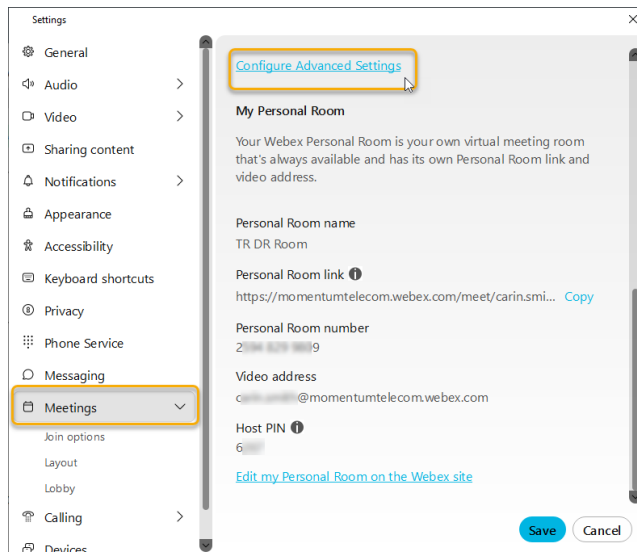 Settings
General
Audio
Video
Sharing content
Notifications
Appearance
Accessibility
Keyboard shortcuts
Privacy
Phone Service
Messaging
Meetings
Join options
Layout
Lobby
Calling
Devices
Configure Advanced Settings
My Personal Room
Your Webex Personal Room is your own virtual meeting room
that's always available and has its own Personal Room link and
video address.
Personal Room name
TR DR Room
Personal Room link
https://momentumtelecom.webex.com/meet/carin.smi... Copy
Personal Room number
Video address
@momentumtelecom.webex.com
Host PIN
Edit my Personal Room on the Webex site
Save Cancel